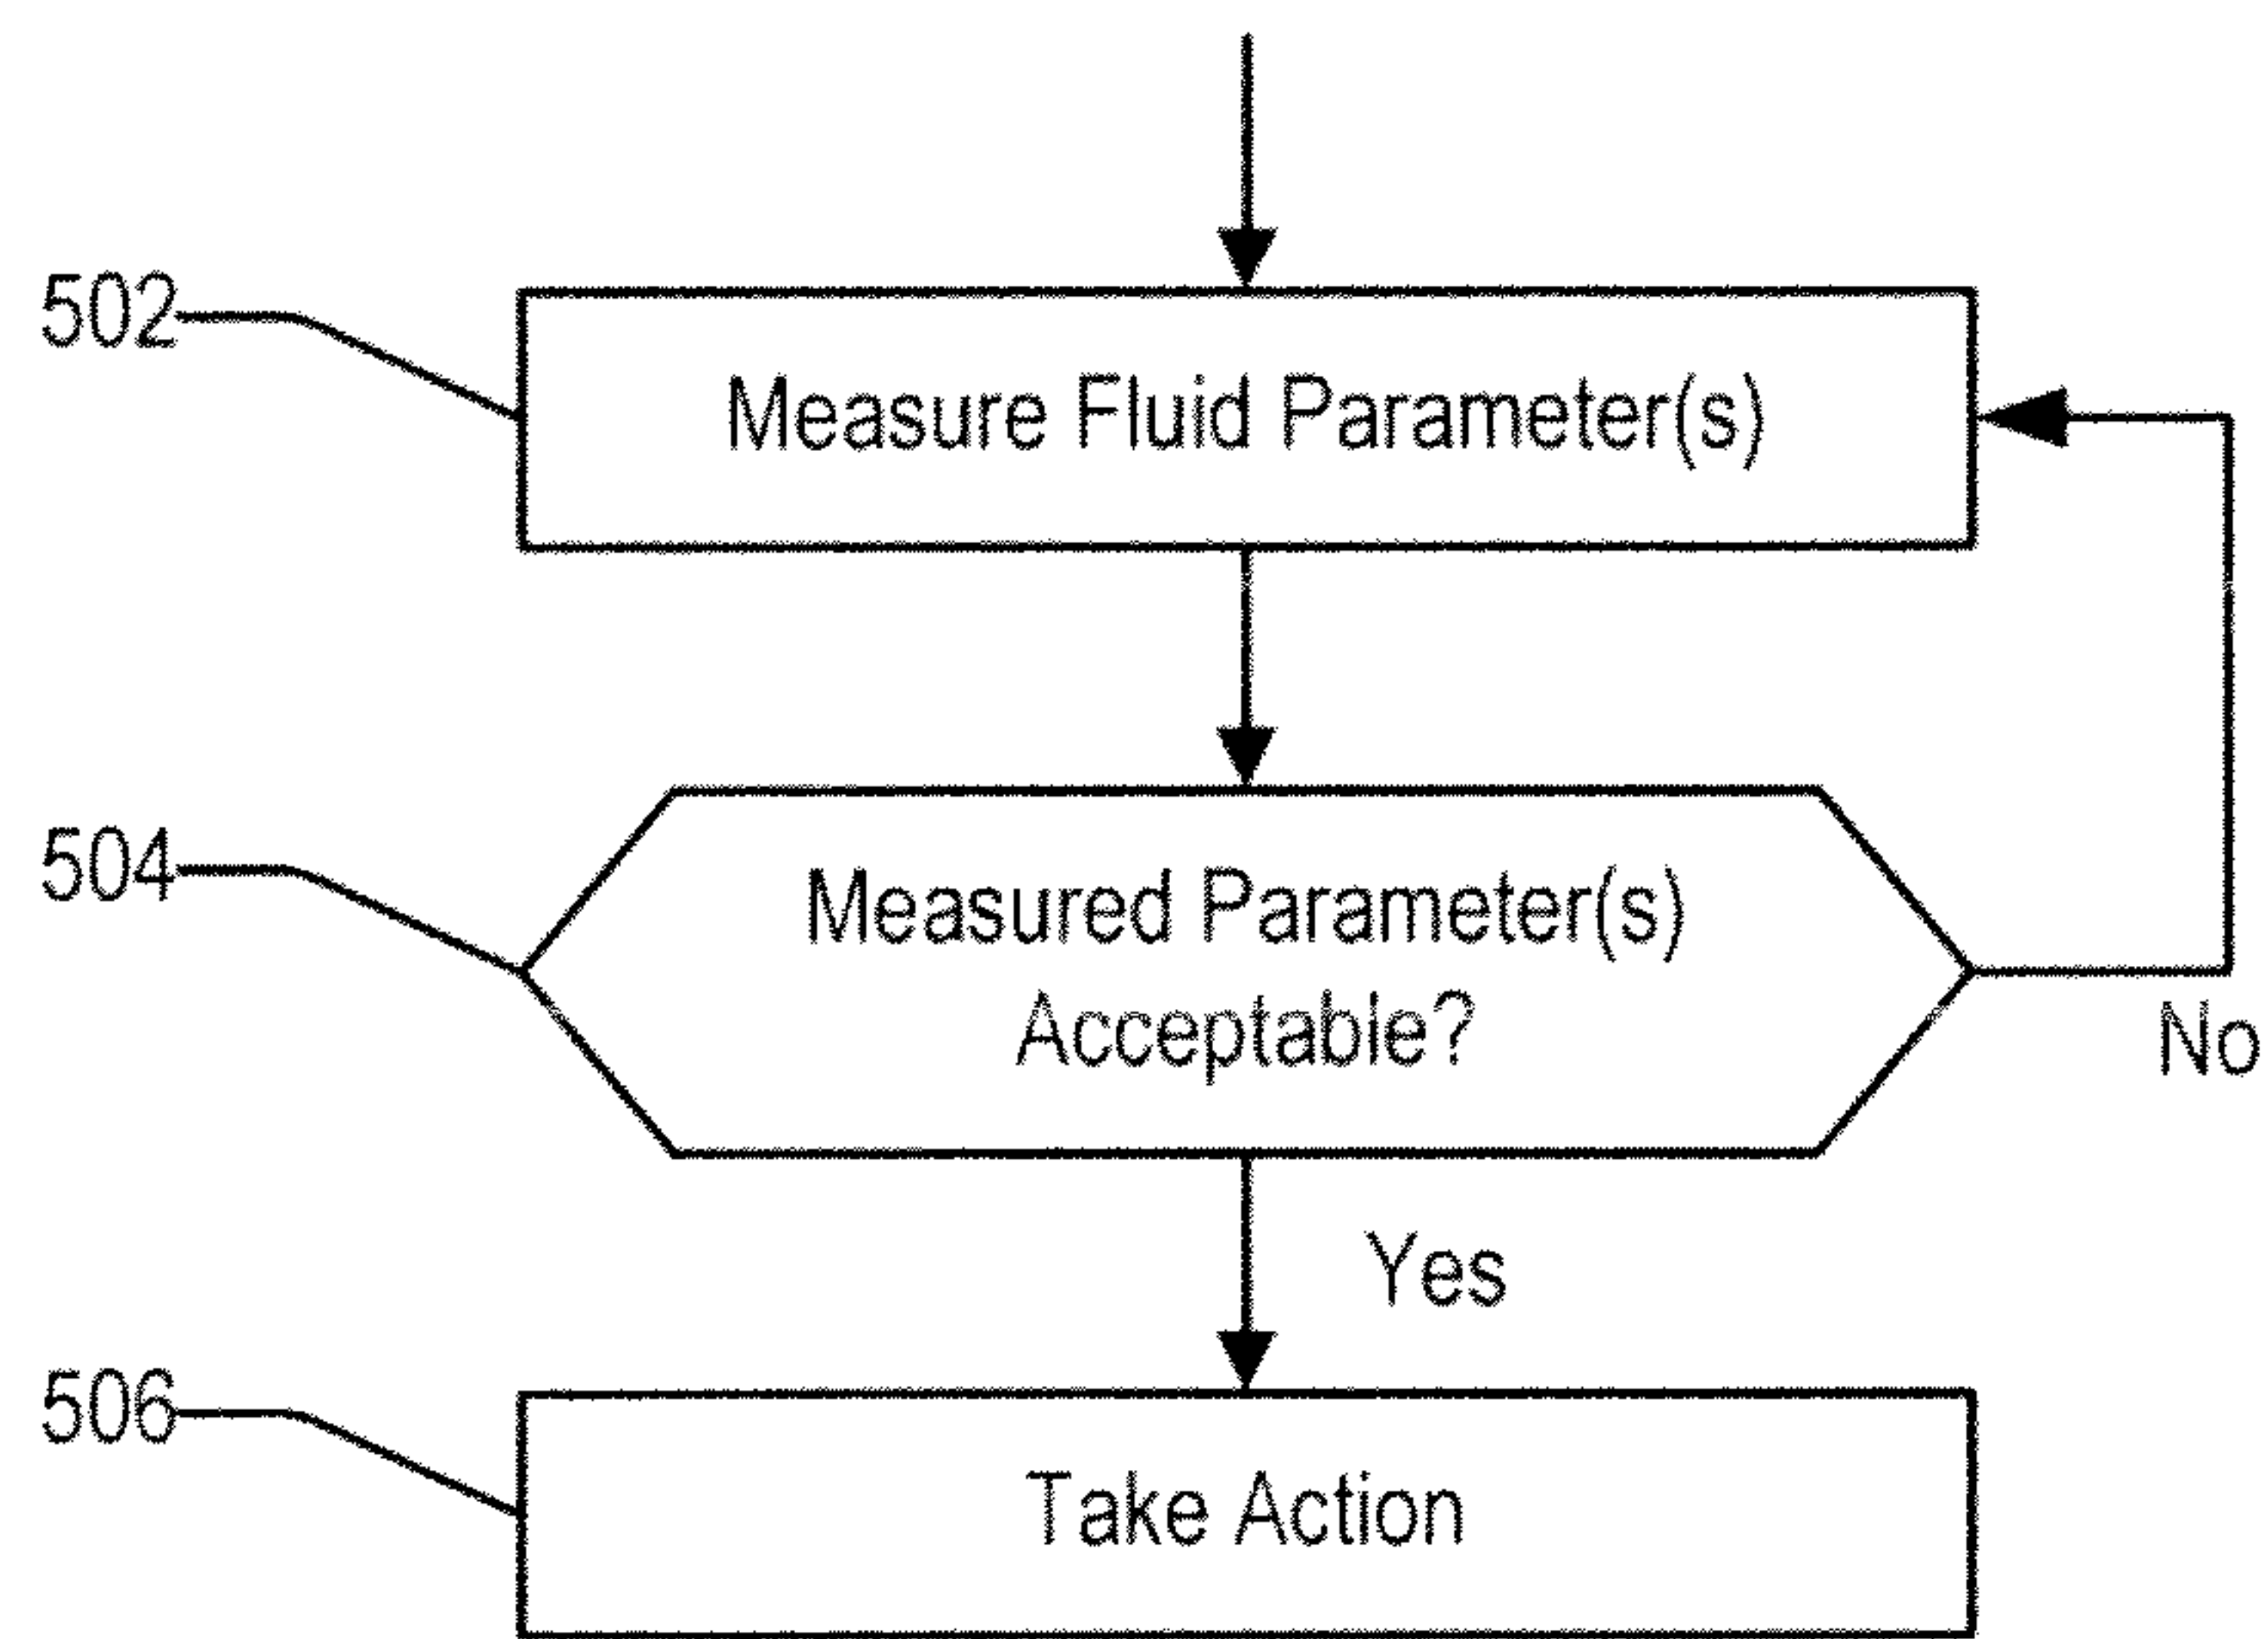 502
Measure Fluid Parameter(s)
504
Measured Parameter(s)
Acceptable?
No
Yes
506
Take Action